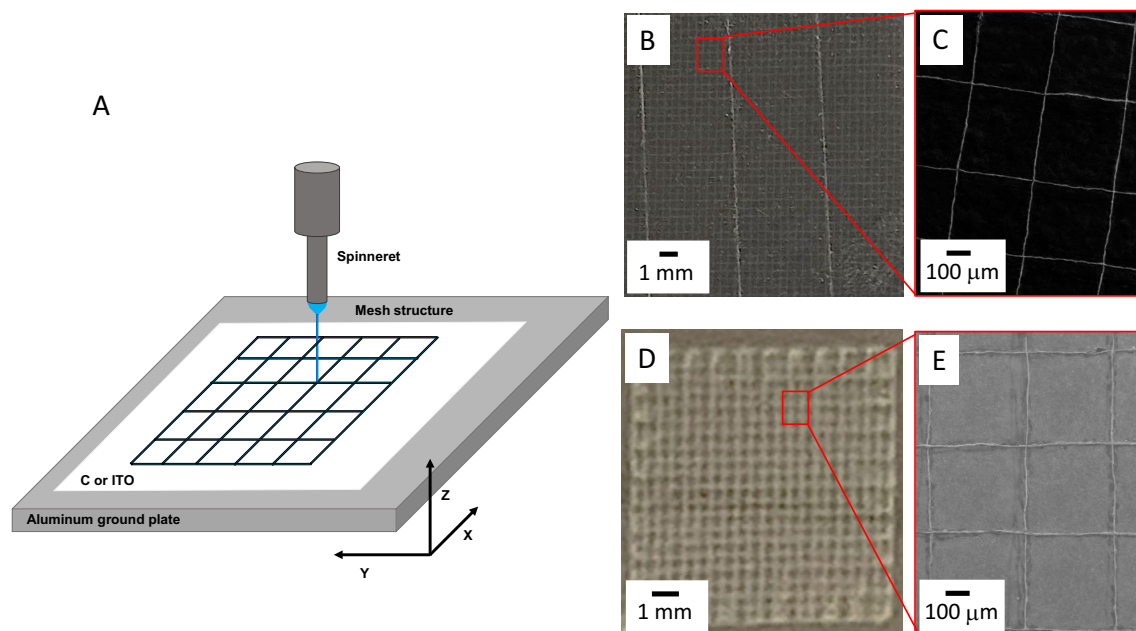 A
Spinneret
Mesh structure
C or ITO
Aluminum ground plate
Z
X
Y
B
1 mm
C
100 μm
D
1 mm
E
100 μm